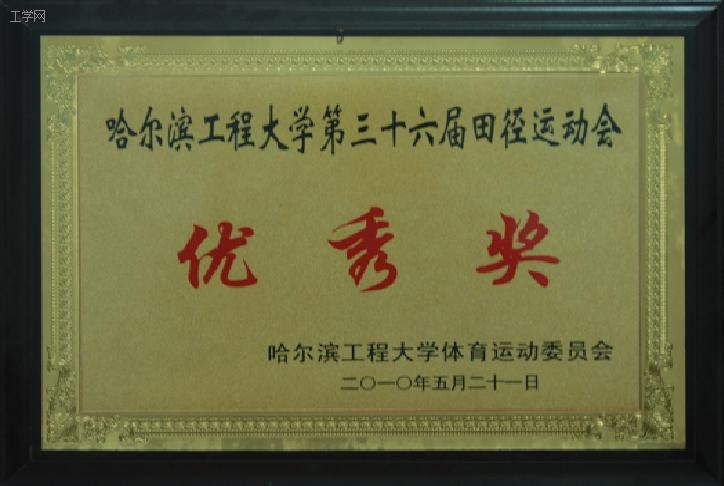 工学网
哈尔滨工程大学第三十六届田径运动会
优秀奖
哈尔滨工程大学体育运动委员会
二〇一〇年五月二十一日